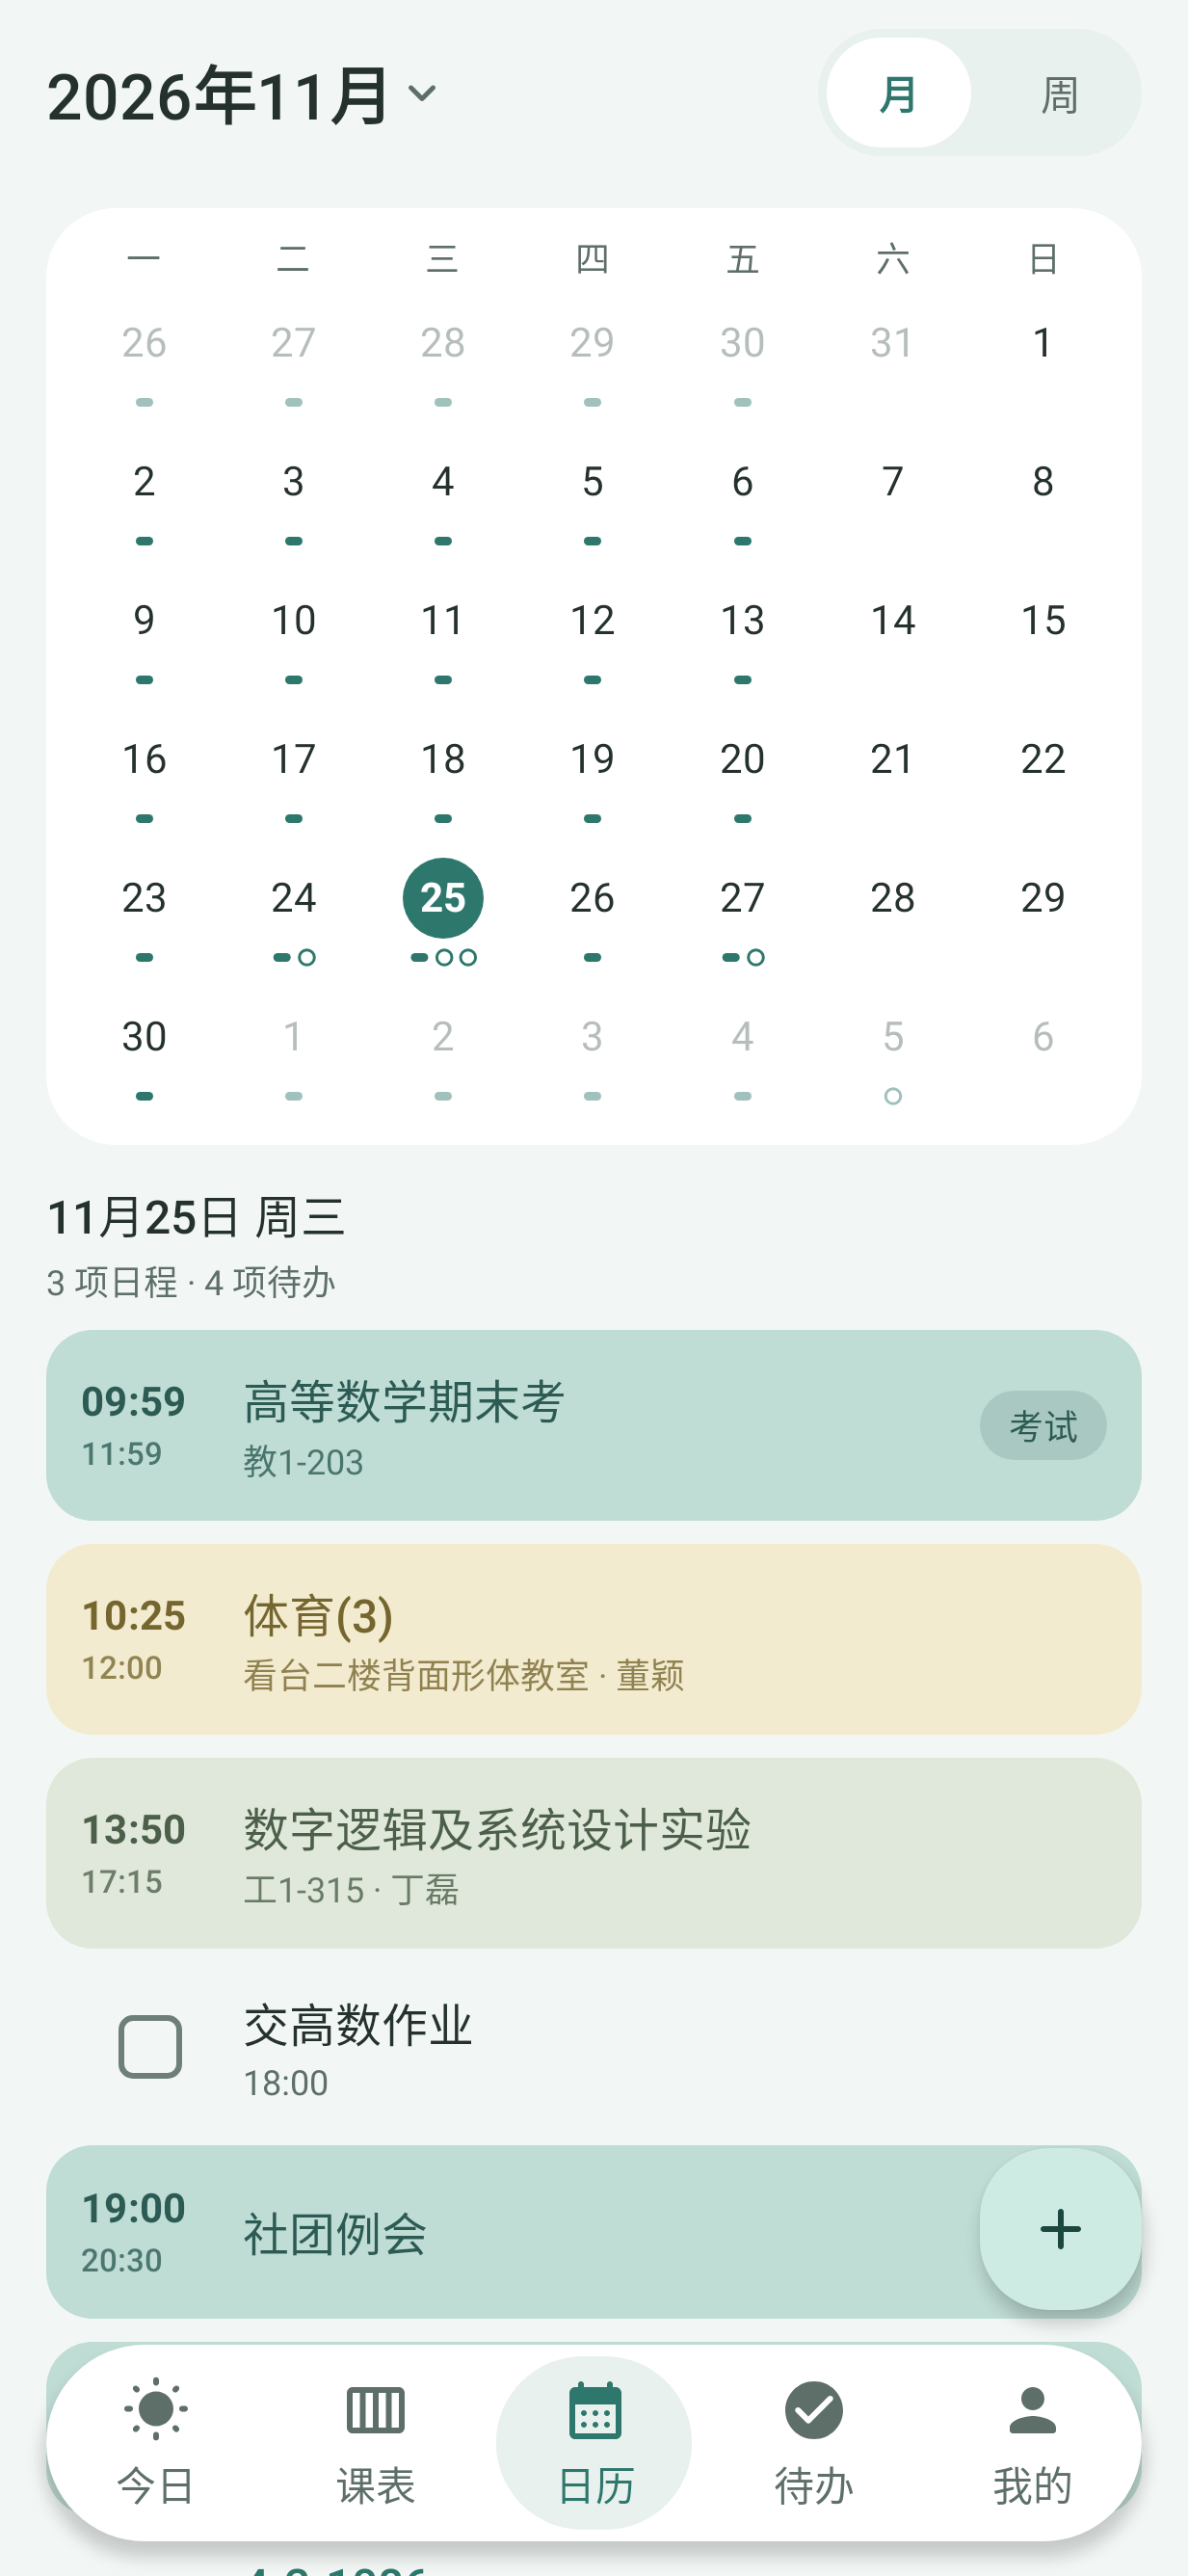 2026年11月
月 周
一 二 三 四 五 六 日
26 27 28 29 30 31 1
2 3 4 5 6 7 8
9 10 11 12 13 14 15
16 17 18 19 20 21 22
23 24 25 26 27 28 29
30 1 2 3 4 5 6
11月25日 周三
3 项日程 · 4 项待办
09:59 高等数学期末考
11:59 教1-203
考试
10:25 体育(3)
12:00 看台二楼背面形体教室 · 董颖
13:50 数字逻辑及系统设计实验
17:15 工1-315 · 丁磊
交高数作业
18:00
19:00 社团例会
20:30
今日 课表 日历 待办 我的